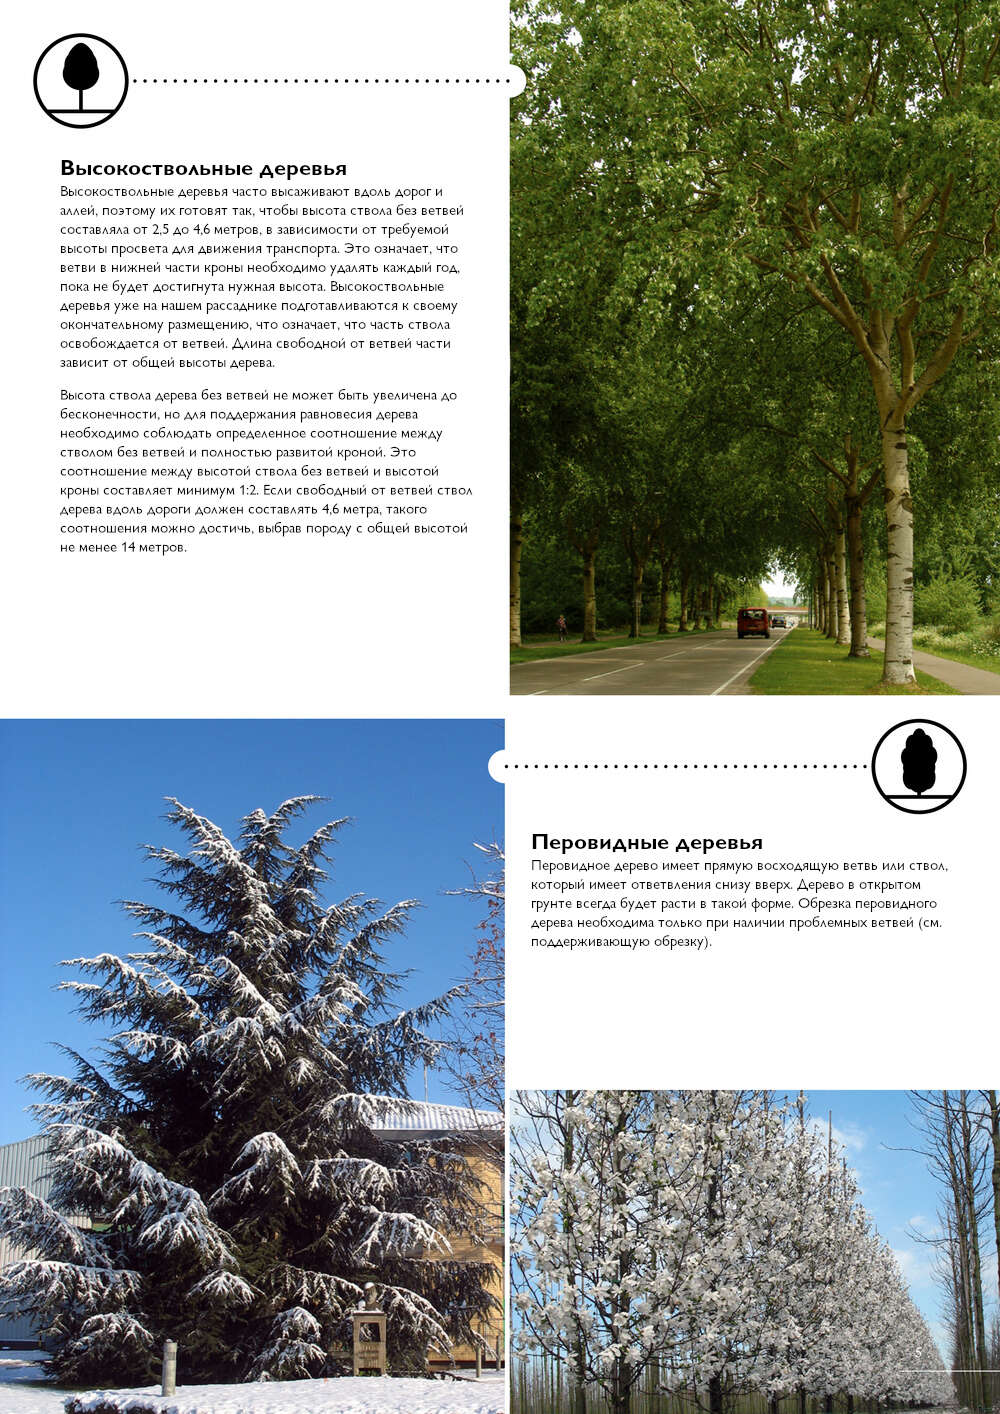 Высокоствольные деревья
Высокоствольные деревья часто высаживают вдоль дорог и
аллей, поэтому их готовят так, чтобы высота ствола без ветвей
составляла от 2,5 до 4,6 метров, в зависимости от требуемой
высоты просвета для движения транспорта. Это означает, что
ветви в нижней части кроны необходимо удалять каждый год,
пока не будет достигнута нужная высота. Высокоствольные
деревья уже на нашем рассаднике подготавливаются к своему
окончательному размещению, что означает, что часть ствола
освобождается от ветвей. Длина свободной от ветвей части
зависит от общей высоты дерева.
Высота ствола дерева без ветвей не может быть увеличена до
бесконечности, но для поддержания равновесия дерева
необходимо соблюдать определенное соотношение между
стволом без ветвей и полностью развитой кроной. Это
соотношение между высотой ствола без ветвей и высотой
кроны составляет минимум 1:2. Если свободный от ветвей ствол
дерева вдоль дороги должен составлять 4,6 метра, такого
соотношения можно достичь, выбрав породу с общей высотой
не менее 14 метров.
Перовидные деревья
Перовидное дерево имеет прямую восходящую ветвь или ствол,
который имеет ответвления снизу вверх. Дерево в открытом
грунте всегда будет расти в такой форме. Обрезка перовидного
дерева необходима только при наличии проблемных ветвей (см.
поддерживающую обрезку).
5